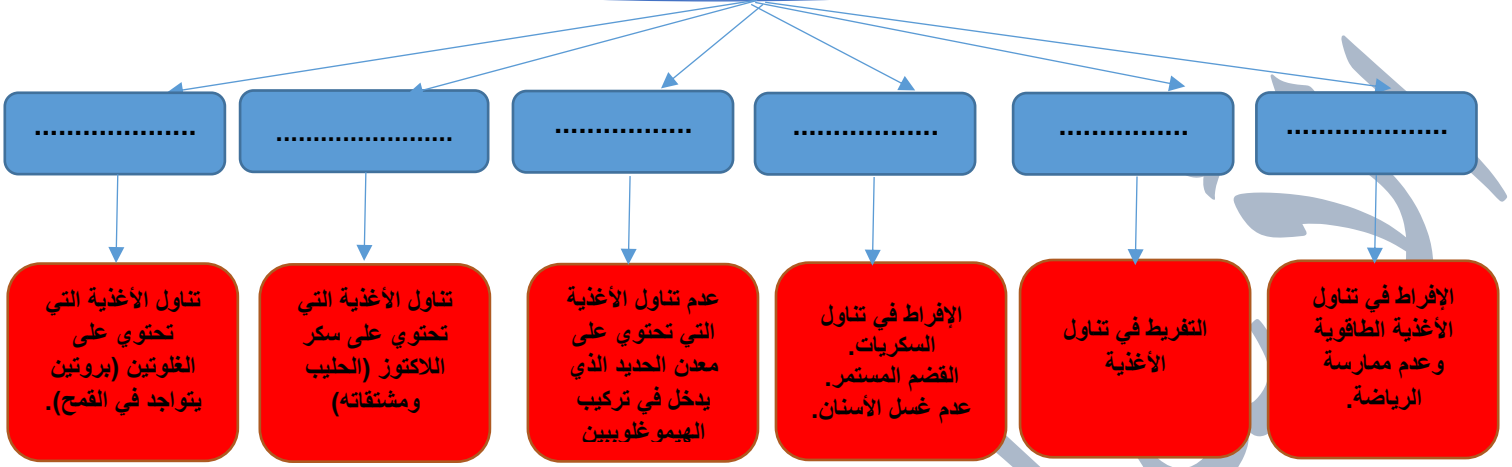 .....................
................
..................
.................
........................
....................
الإفراط في تناول
الأغذية الطاقوية
وعدم ممارسة
الرياضة.
التفريط في تناول
الأغذية
الإفراط في تناول
السكريات.
القضم المستمر.
عدم غسل الأسنان.
عدم تناول الأغذية
التي تحتوي على
معدن الحديد الذي
يدخل في تركيب
الهيموغلوبيين
تناول الأغذية التي
تحتوي على سكر
اللاكتوز (الحليب
ومشتقاته)
تناول الأغذية التي
تحتوي على
الغلوتين (بروتين
يتواجد في القمح).